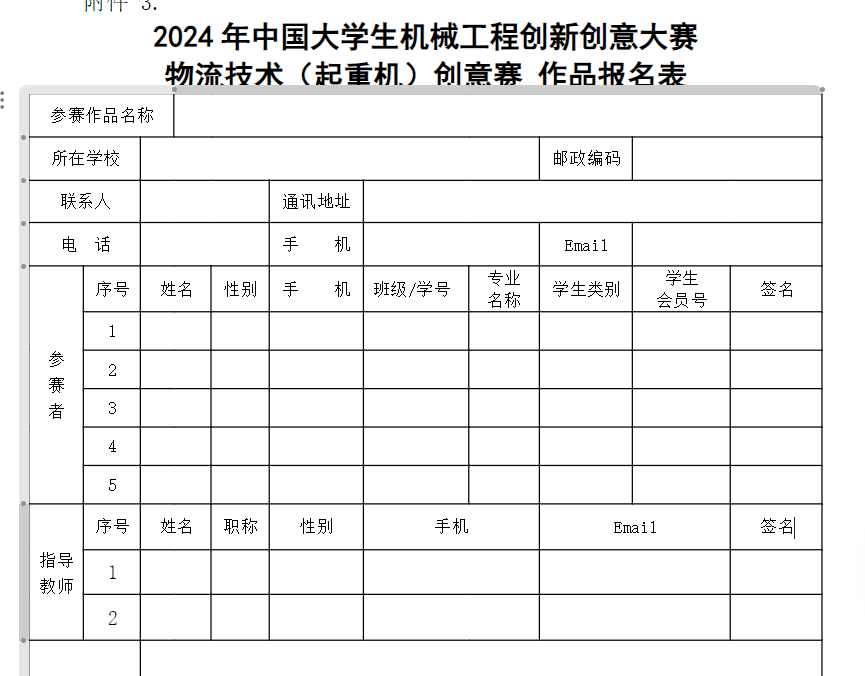 附件 3.
2024 年中国大学生机械工程创新创意大赛
物流技术（起重机）创意赛 作品报名表
参赛作品名称
所在学校 邮政编码
联系人 通讯地址
电 话 手 机 Email
参赛者
序号 姓名 性别 手 机 班级/学号 专业名称 学生类别 学生会员号 签名
1
2
3
4
5
指导教师
序号 姓名 职称 性别 手机 Email 签名
1
2